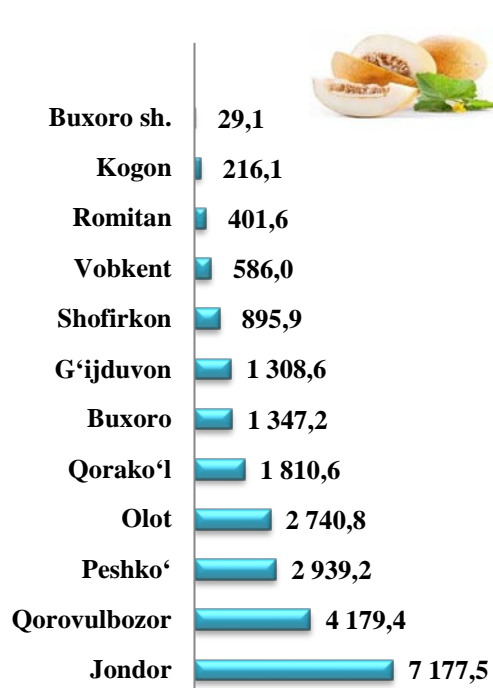 Buxoro sh. 29,1
Kogon 216,1
Romitan 401,6
Vobkent 586,0
Shofirkon 895,9
G‘ijduvon 1 308,6
Buxoro 1 347,2
Qorako‘l 1 810,6
Olot 2 740,8
Peshko‘ 2 939,2
Qorovulbozor 4 179,4
Jondor 7 177,5